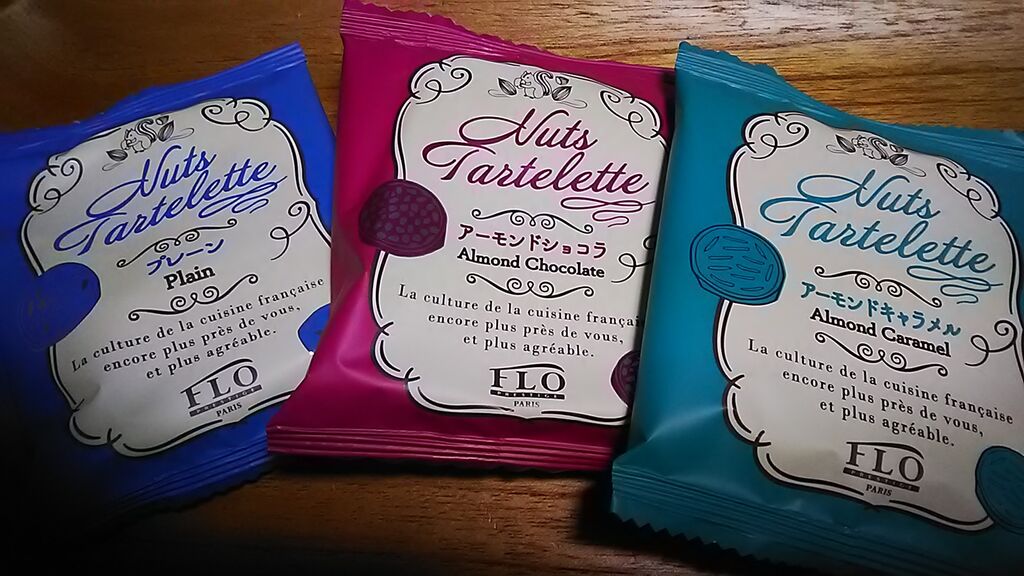 Nuts
Tartelette
プレーン
Plain
La culture de la cuisine française
encore plus près de vous,
et plus agréable.
FLO
PRESTIGE
PARIS
Nuts
Tartelette
アーモンドショコラ
Almond Chocolate
La culture de la cuisine françai
encore plus près de vous,
et plus agréable.
FLO
PRESTIGE
PARIS
Nuts
Tartelette
アーモンドキャラメル
Almond Caramel
La culture de la cuisine française
encore plus près de vous,
et plus agréable.
FLO
PRESTIGE
PARIS